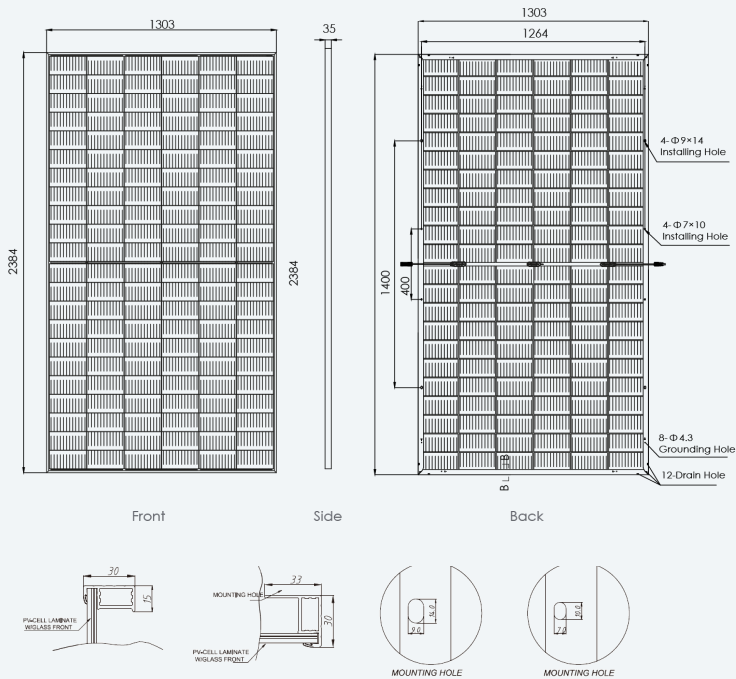 1303
35
1303
1264
2384
2384
1400
400
4-Φ9×14
Installing Hole
4-Φ7×10
Installing Hole
8-Φ4.3
Grounding Hole
12-Drain Hole
B
B
Front
Side
Back
30
15
PV-CELL LAMINATE
W/GLASS FRONT
33
MOUNTING HOLE
30
PV-CELL LAMINATE
W/GLASS FRONT
14.0
9.0
MOUNTING HOLE
10.0
7.0
MOUNTING HOLE